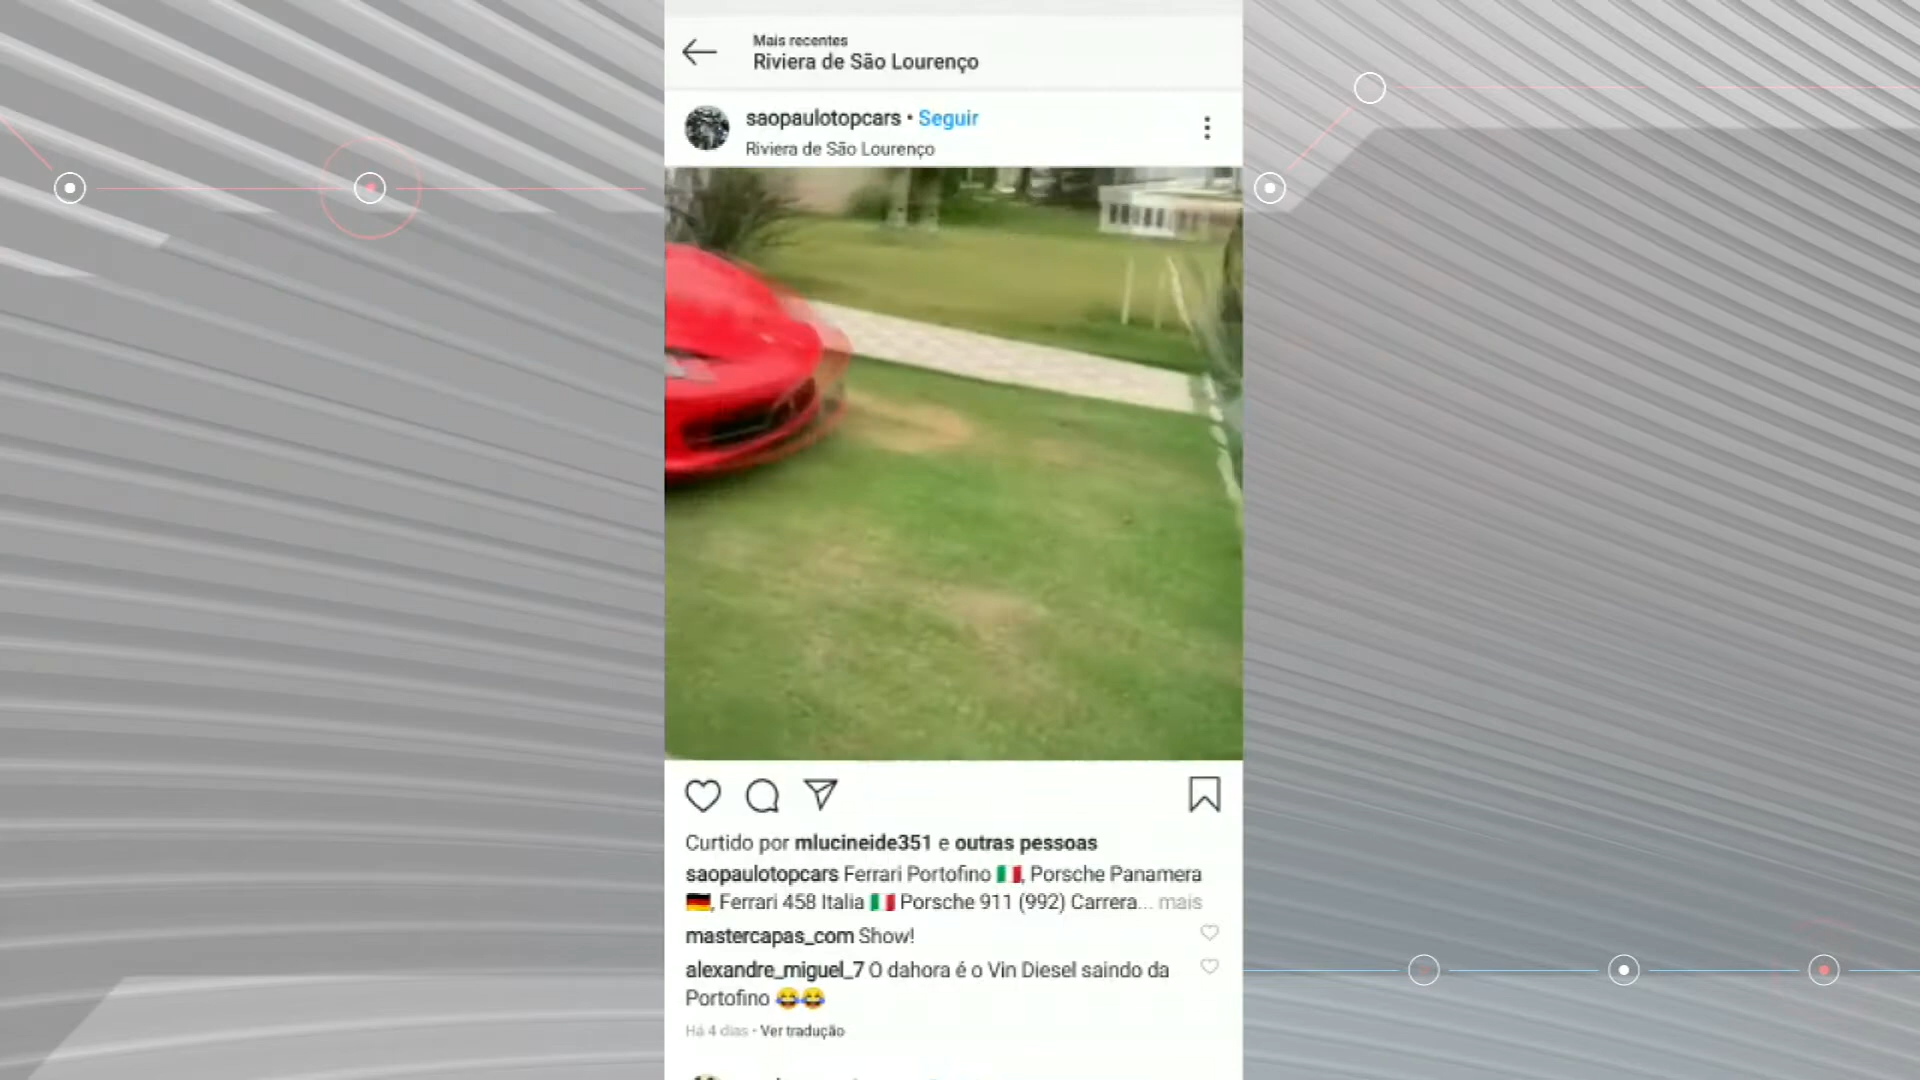 Mais recentes
Riviera de São Lourenço
saopaulotopcars • Seguir
Riviera de São Lourenço
Curtido por mlucineide351 e outras pessoas
saopaulotopcars Ferrari Portofino 🇮🇹, Porsche Panamera
🇩🇪, Ferrari 458 Italia 🇮🇹 Porsche 911 (992) Carrera... mais
mastercapas_com Show!
alexandre_miguel_7 O dahora é o Vin Diesel saindo da
Portofino 😂😂
Há 4 dias • Ver tradução